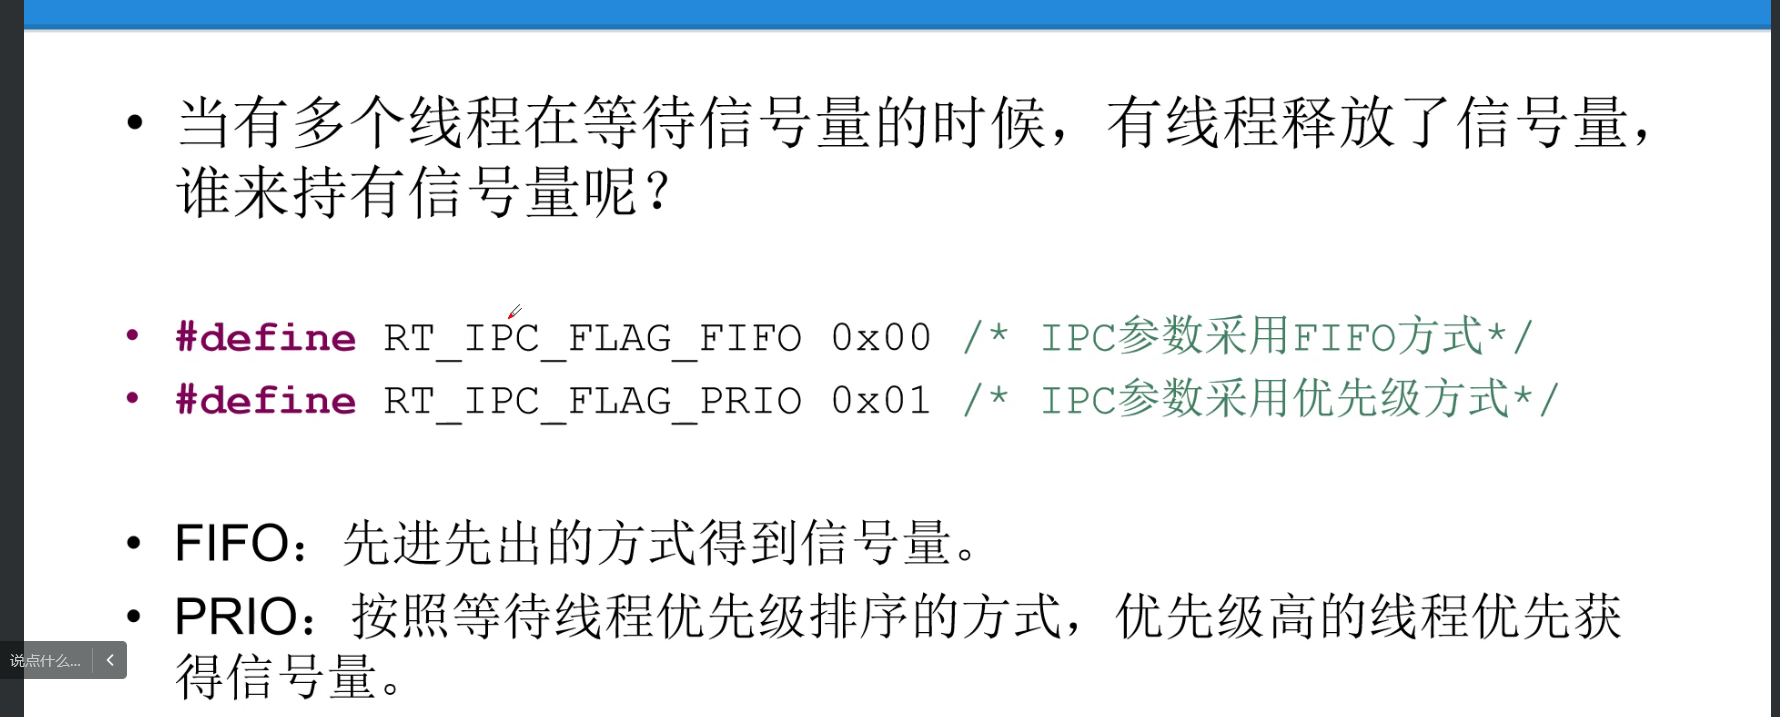 • 当有多个线程在等待信号量的时候，有线程释放了信号量，
谁来持有信号量呢？
• #define RT_IPC_FLAG_FIFO 0x00 /* IPC参数采用FIFO方式*/
• #define RT_IPC_FLAG_PRIO 0x01 /* IPC参数采用优先级方式*/
• FIFO：先进先出的方式得到信号量。
• PRIO：按照等待线程优先级排序的方式，优先级高的线程优先获
得信号量。
说点什么...